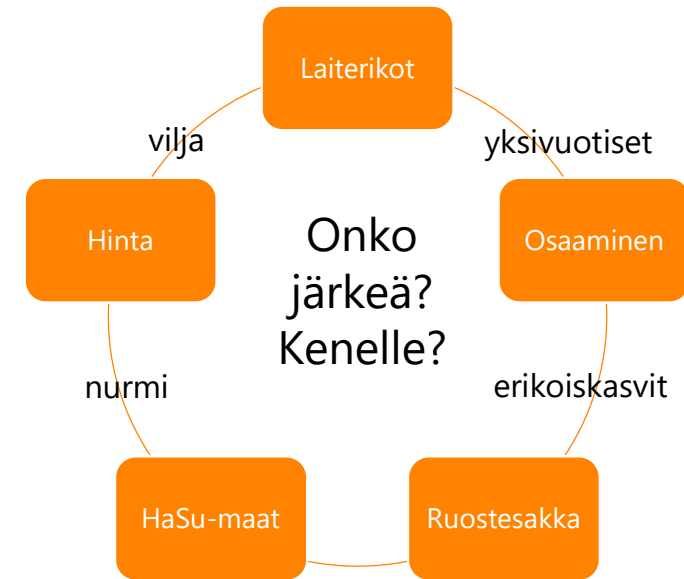 Laiterikot
vilja
yksivuotiset
Hinta
Onko
järkeä?
Kenelle?
Osaaminen
nurmi
erikoiskasvit
HaSu-maat
Ruostesakka